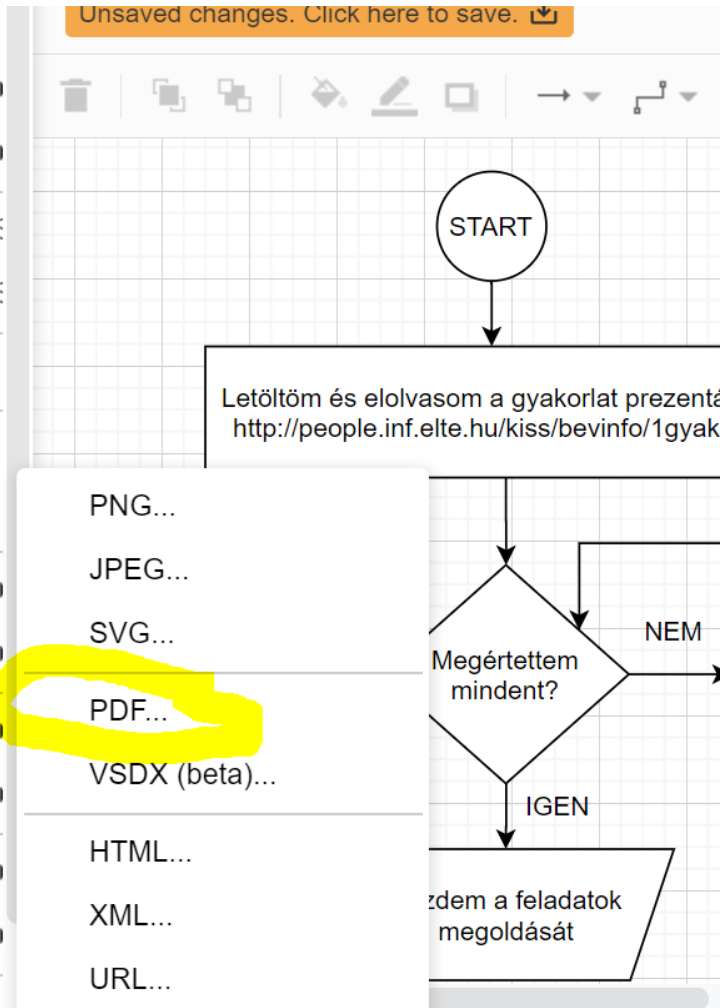 Unsaved changes. Click here to save.
START
Letöltöm és elolvasom a gyakorlat
http://people.inf.elte.hu/kiss/bevinfo/1gyak
PNG...
JPEG...
SVG...
PDF...
VSDX (beta)...
HTML...
XML...
URL...
Megértettem
mindent?
NEM
IGEN
a feladatok
megoldását